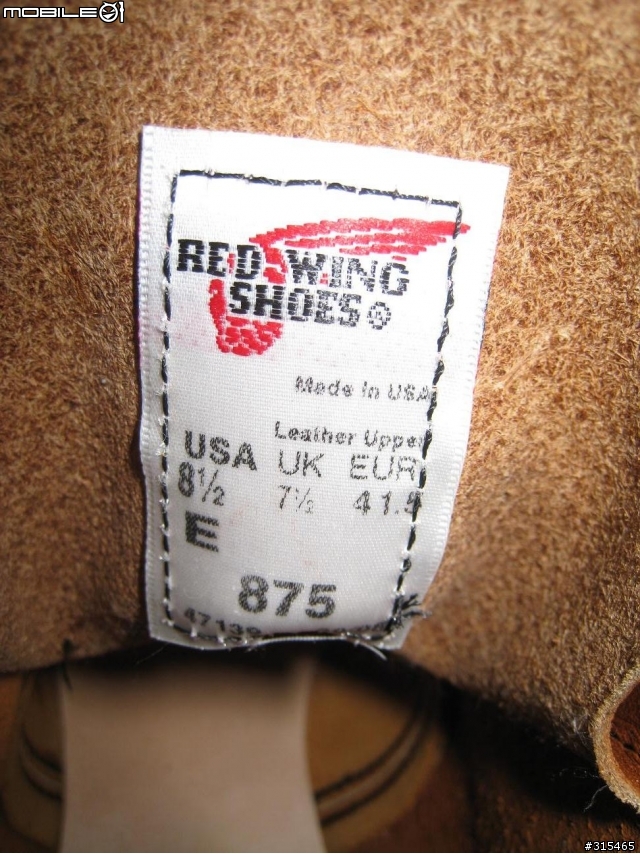 MOBILE01
RED WING
SHOES®
Made in USA
Leather Upper
USA UK EUR
8½ 7½ 41.5
E
875
#315465